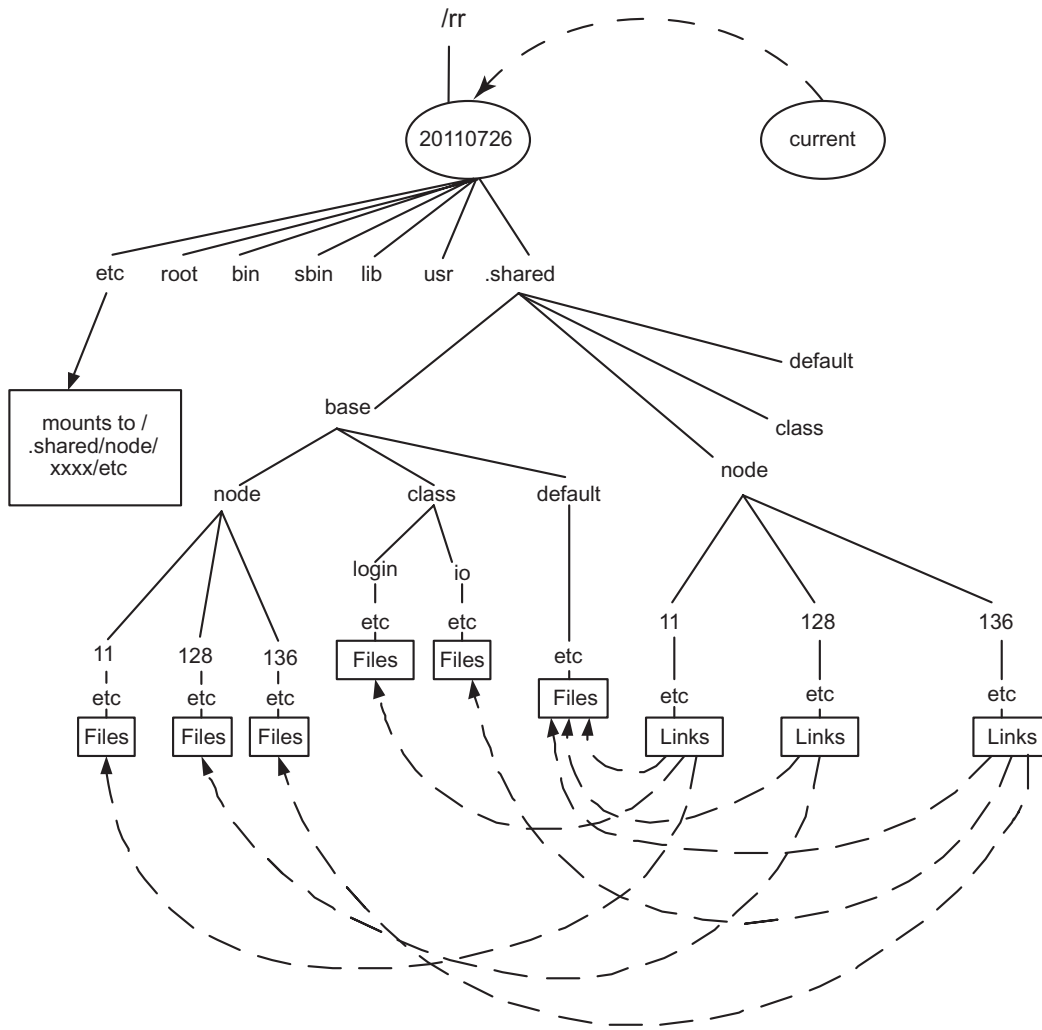 /rr
20110726
current
etc
root
bin
sbin
lib
usr
.shared
default
mounts to /
.shared/node/
xxxx/etc
base
class
node
node
class
default
login
io
11
128
136
etc
etc
11
128
136
etc
Files
Files
etc
etc
etc
Files
etc
etc
etc
Files
Files
Files
Links
Links
Links